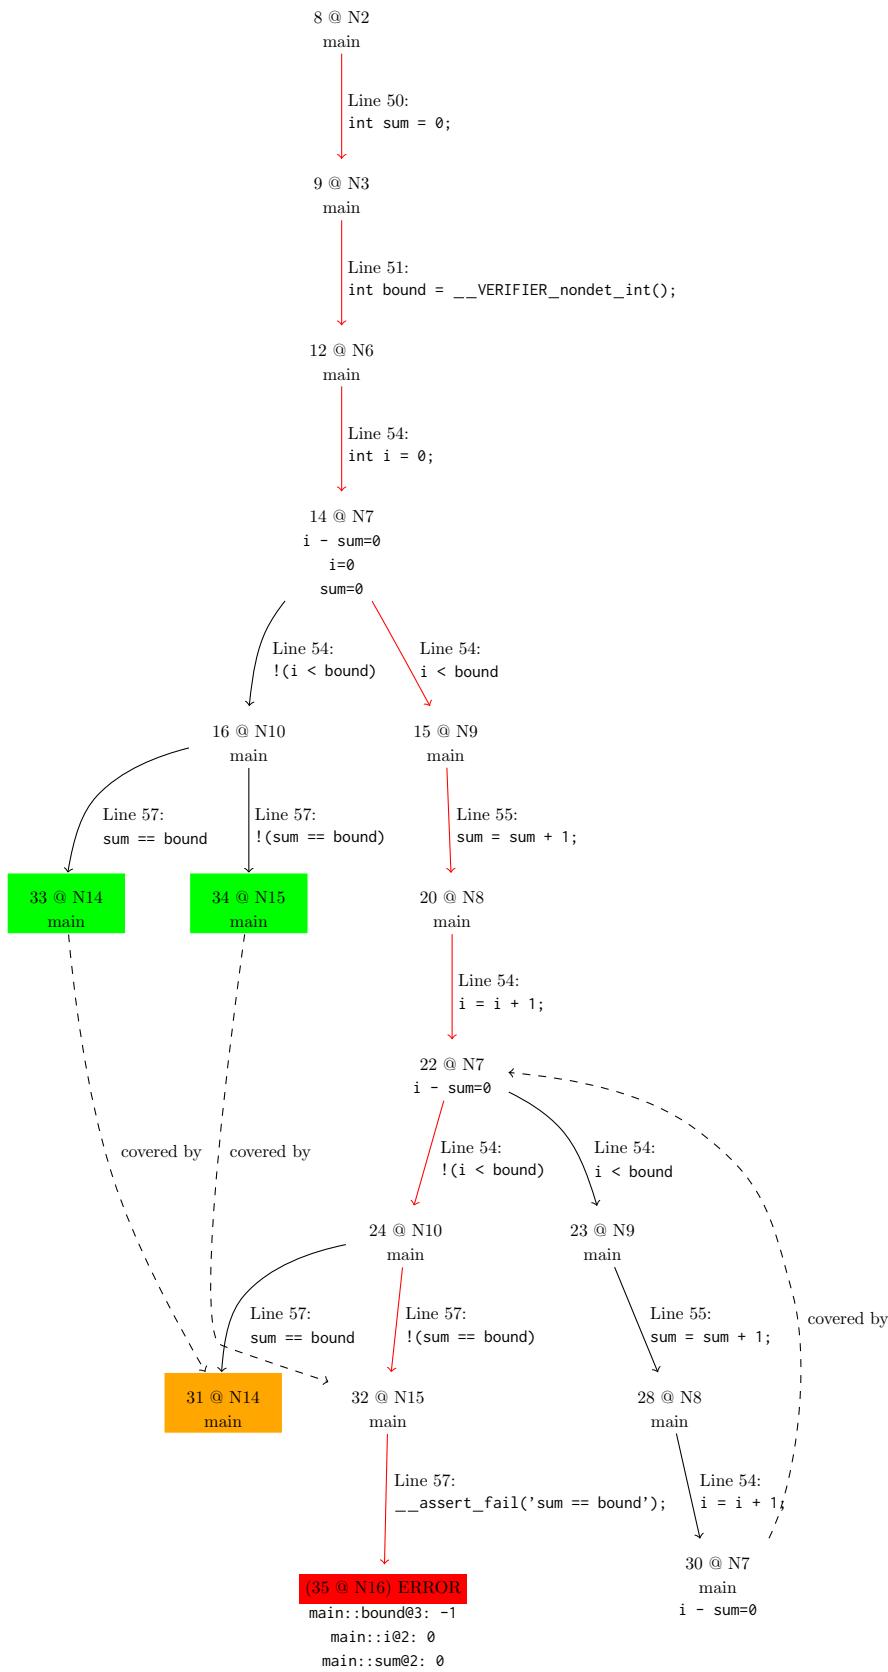 8 @ N2
main
Line 50:
int sum = 0;
9 @ N3
main
Line 51:
int bound = __VERIFIER_nondet_int();
12 @ N6
main
Line 54:
int i = 0;
14 @ N7
i - sum=0
i=0
sum=0
Line 54:
!(i < bound)
Line 54:
i < bound
16 @ N10
main
15 @ N9
main
Line 57:
sum == bound
Line 57:
!(sum == bound)
Line 55:
sum = sum + 1;
33 @ N14
main
34 @ N15
main
20 @ N8
main
Line 54:
i = i + 1;
22 @ N7
i - sum=0
covered by
covered by
Line 54:
!(i < bound)
Line 54:
i < bound
24 @ N10
main
23 @ N9
main
Line 57:
sum == bound
Line 57:
!(sum == bound)
Line 55:
sum = sum + 1;
covered by
31 @ N14
main
32 @ N15
main
28 @ N8
main
Line 57:
__assert_fail('sum == bound');
Line 54:
i = i + 1;
(35 @ N16) ERROR
main::bound@3: -1
main::i@2: 0
main::sum@2: 0
30 @ N7
main
i - sum=0